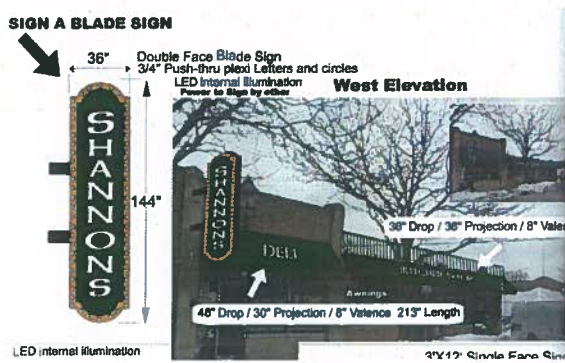 SIGN A BLADE SIGN
36" Double Face Blade Sign
3/4" Push-thru plexi Letters and circles
LED Internal Illumination
Power to Sign by other
West Elevation
SHANNONS
144"
SHANNONS
DELI
36" Drop / 36" Projection / 8"
Awnings
48" Drop / 30" Projection / 8" Valence 213" Length
LED internal illumination
3'X12' Single Face